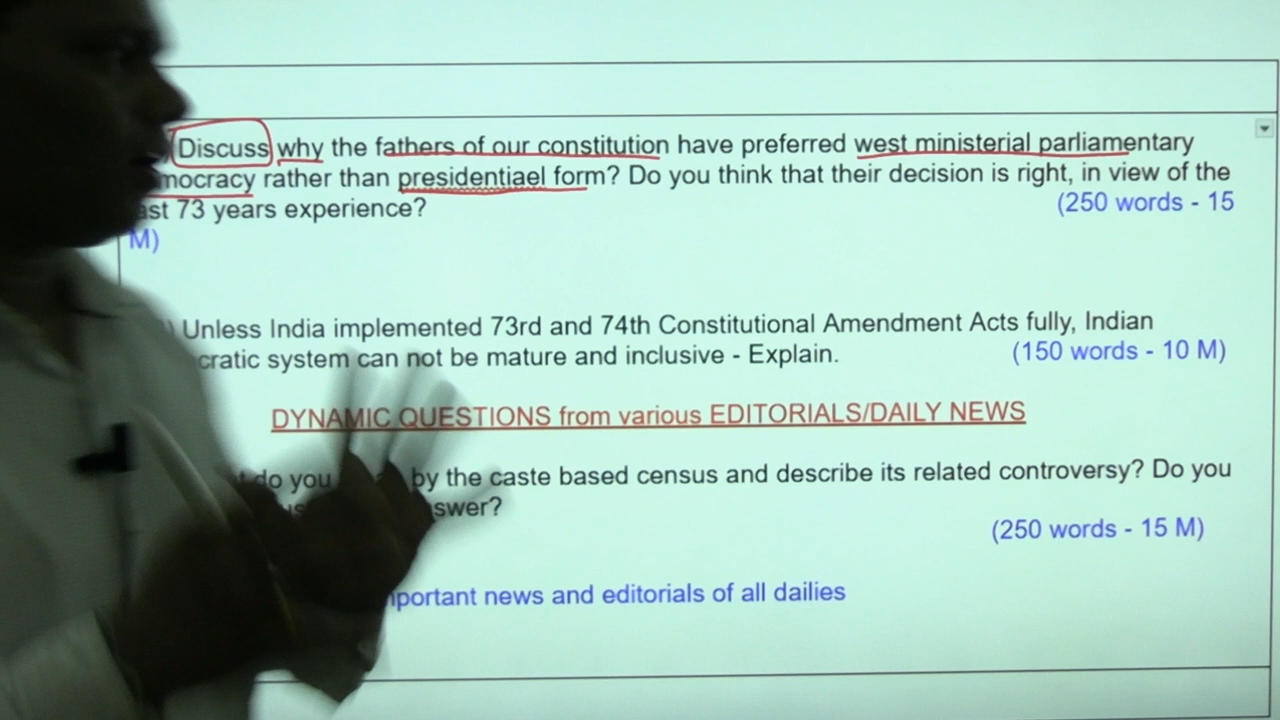 Discuss why the fathers of our constitution have preferred west ministerial parliamentary
mocracy rather than presidentiael form? Do you think that their decision is right, in view of the
ast 73 years experience? (250 words - 15
M)
Unless India implemented 73rd and 74th Constitutional Amendment Acts fully, Indian
cratic system can not be mature and inclusive - Explain. (150 words - 10 M)
DYNAMIC QUESTIONS from various EDITORIALS/DAILY NEWS
do you by the caste based census and describe its related controversy? Do you
swer?
(250 words - 15 M)
portant news and editorials of all dailies